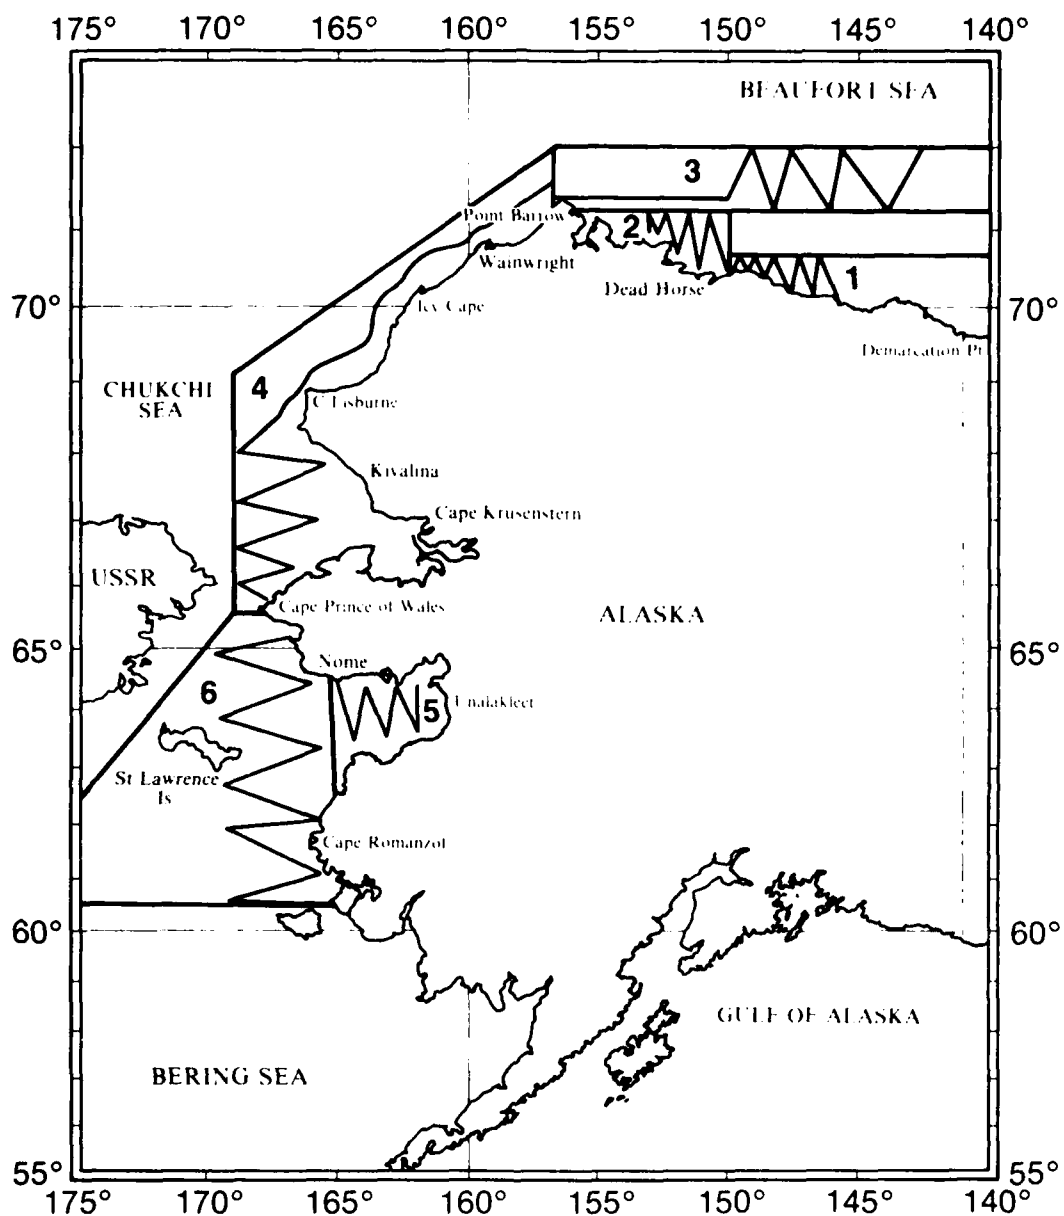 175° 170° 165° 160° 155° 150° 145° 140°
BEAUFORT SEA
3
Point Barrow
2
Wainwright
1
Dead Horse
70° Icy Cape 70°
Demarcation Pt
CHUKCHI
SEA
4
C Lisburne
Kivalina
Cape Krusenstern
USSR
Cape Prince of Wales
ALASKA
65° 65°
Nome
6
5
Unalakleet
St Lawrence
Is
Cape Romanzof
60° 60°
GULF OF ALASKA
BERING SEA
55° 55°
175° 170° 165° 160° 155° 150° 145° 140°